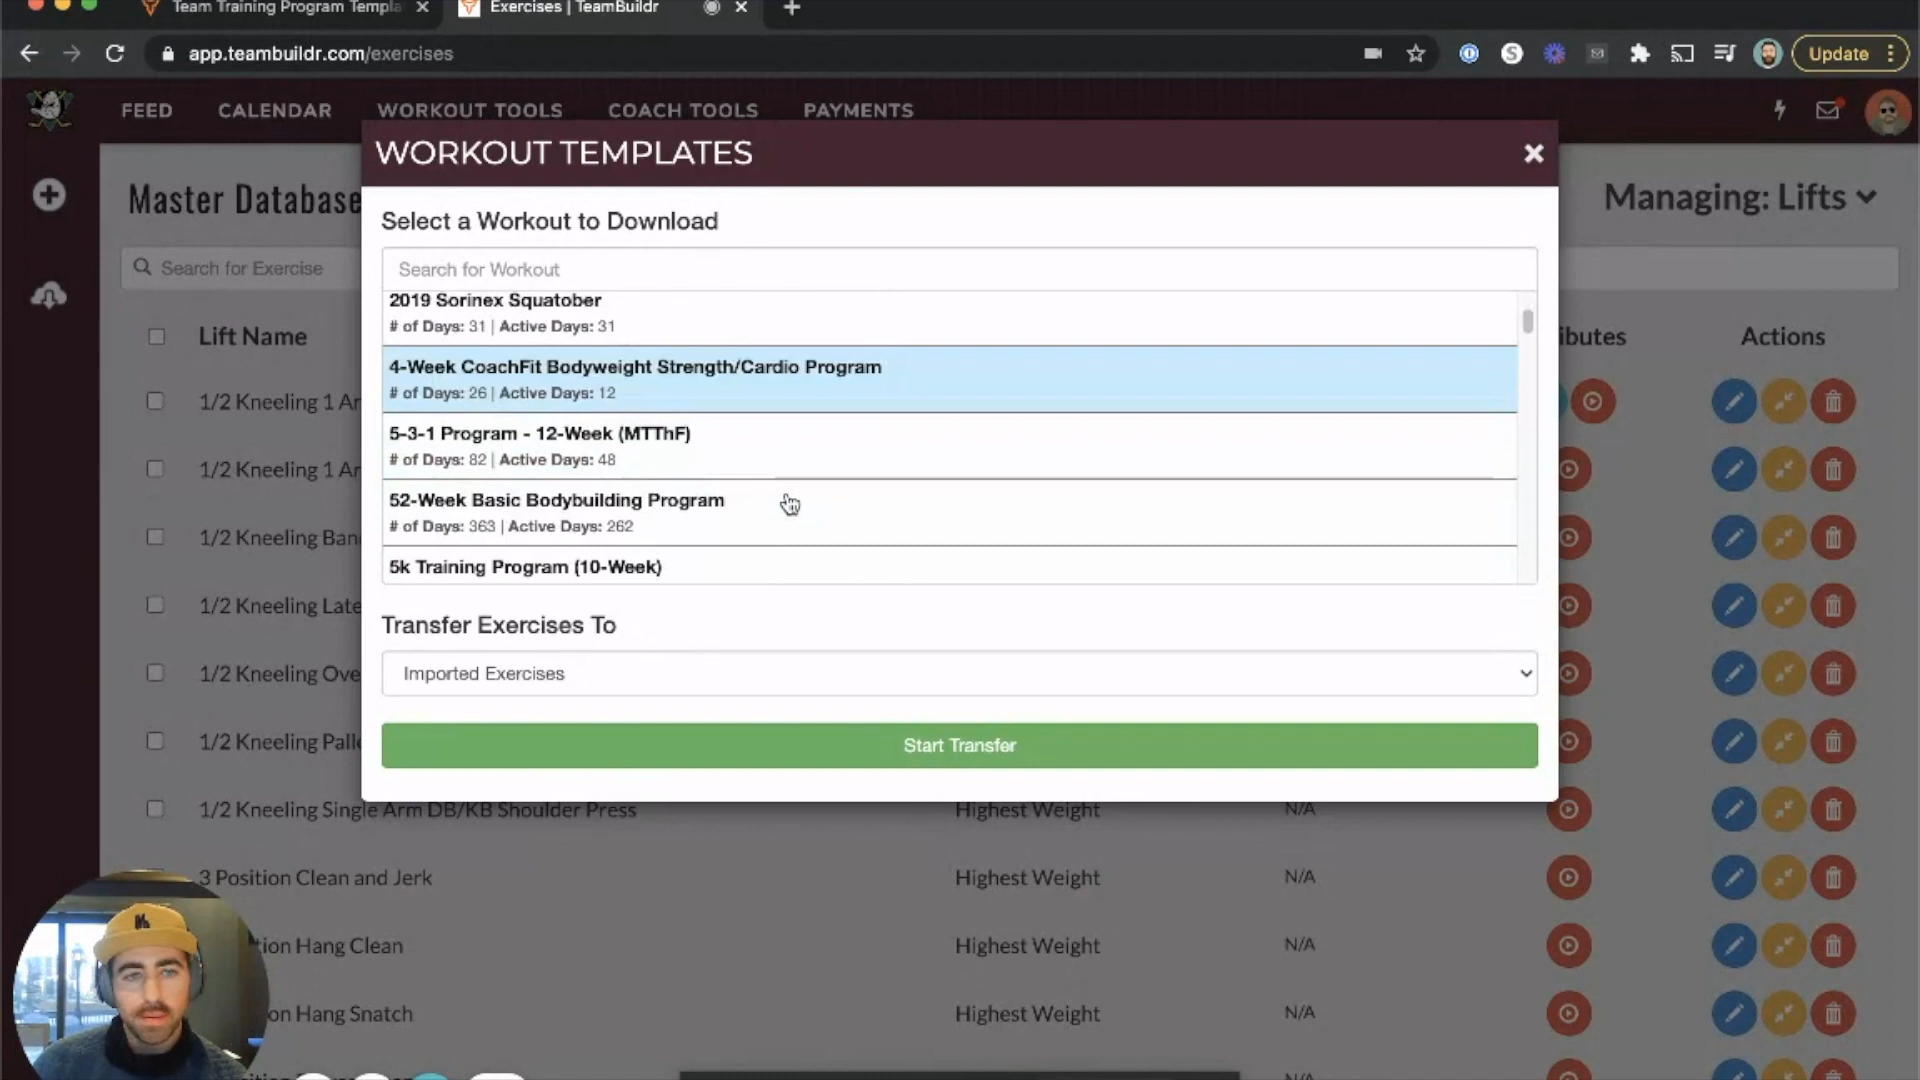 Team Training Program Templa
Exercises | TeamBuildr
app.teambuildr.com/exercises
Update
FEED
CALENDAR
WORKOUT TOOLS
COACH TOOLS
PAYMENTS
WORKOUT TEMPLATES
Master Database
Managing: Lifts
Select a Workout to Download
Search for Exercise
Search for Workout
2019 Sorinex Squatober
# of Days: 31 | Active Days: 31
4-Week CoachFit Bodyweight Strength/Cardio Program
# of Days: 26 | Active Days: 12
5-3-1 Program - 12-Week (MTThF)
# of Days: 82 | Active Days: 48
52-Week Basic Bodybuilding Program
# of Days: 363 | Active Days: 262
5k Training Program (10-Week)
Transfer Exercises To
Imported Exercises
Start Transfer
Lift Name
ibutes
Actions
1/2 Kneeling 1 Ar
1/2 Kneeling 1 Ar
1/2 Kneeling Ban
1/2 Kneeling Late
1/2 Kneeling Ove
1/2 Kneeling Pall
1/2 Kneeling Single Arm DB/KB Shoulder Press
Highest Weight
N/A
3 Position Clean and Jerk
Highest Weight
N/A
tion Hang Clean
Highest Weight
N/A
on Hang Snatch
Highest Weight
N/A